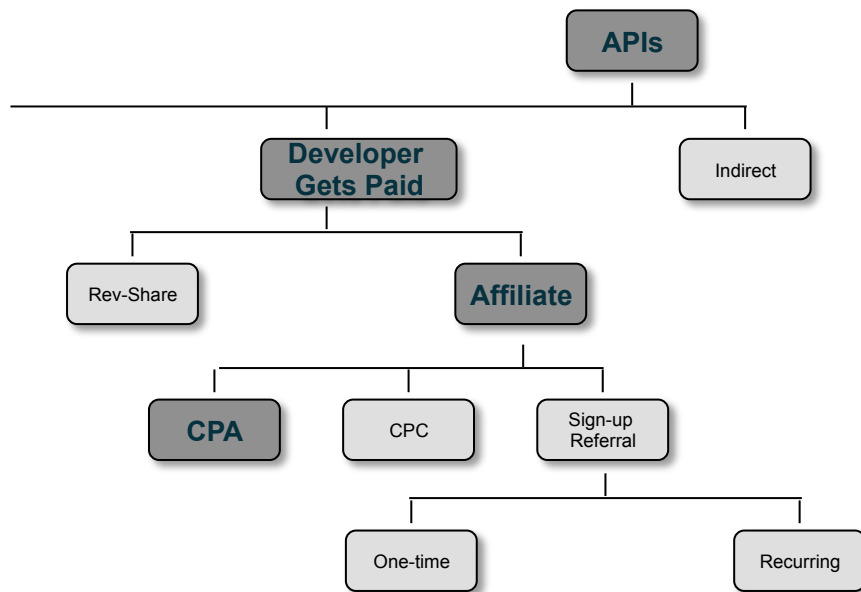 APIs
Developer
Gets Paid
Indirect
Rev-Share
Affiliate
CPA
CPC
Sign-up
Referral
One-time
Recurring